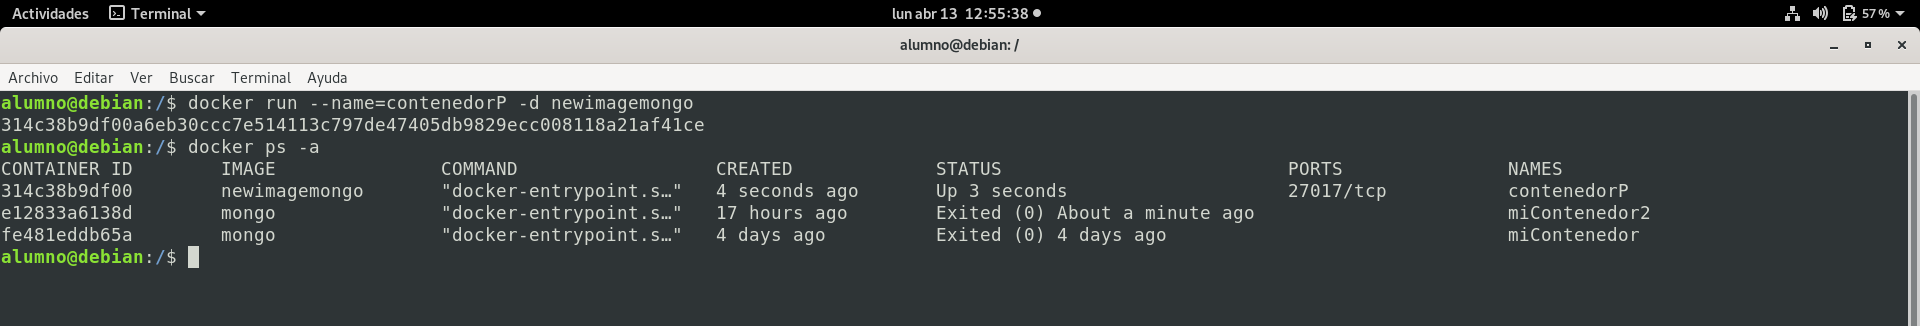 Actividades Terminal lun abr 13 12:55:38 57 %
alumno@debian: /
Archivo Editar Ver Buscar Terminal Ayuda
alumno@debian:/$ docker run --name=contenedorP -d newimagemongo
314c38b9df00a6eb30ccc7e514113c797de47405db9829ecc008118a21af41ce
alumno@debian:/$ docker ps -a
CONTAINER ID IMAGE COMMAND CREATED STATUS PORTS NAMES
314c38b9df00 newimagemongo "docker-entrypoint.s…" 4 seconds ago Up 3 seconds 27017/tcp contenedorP
e12833a6138d mongo "docker-entrypoint.s…" 17 hours ago Exited (0) About a minute ago miContenedor2
fe481eddb65a mongo "docker-entrypoint.s…" 4 days ago Exited (0) 4 days ago miContenedor
alumno@debian:/$